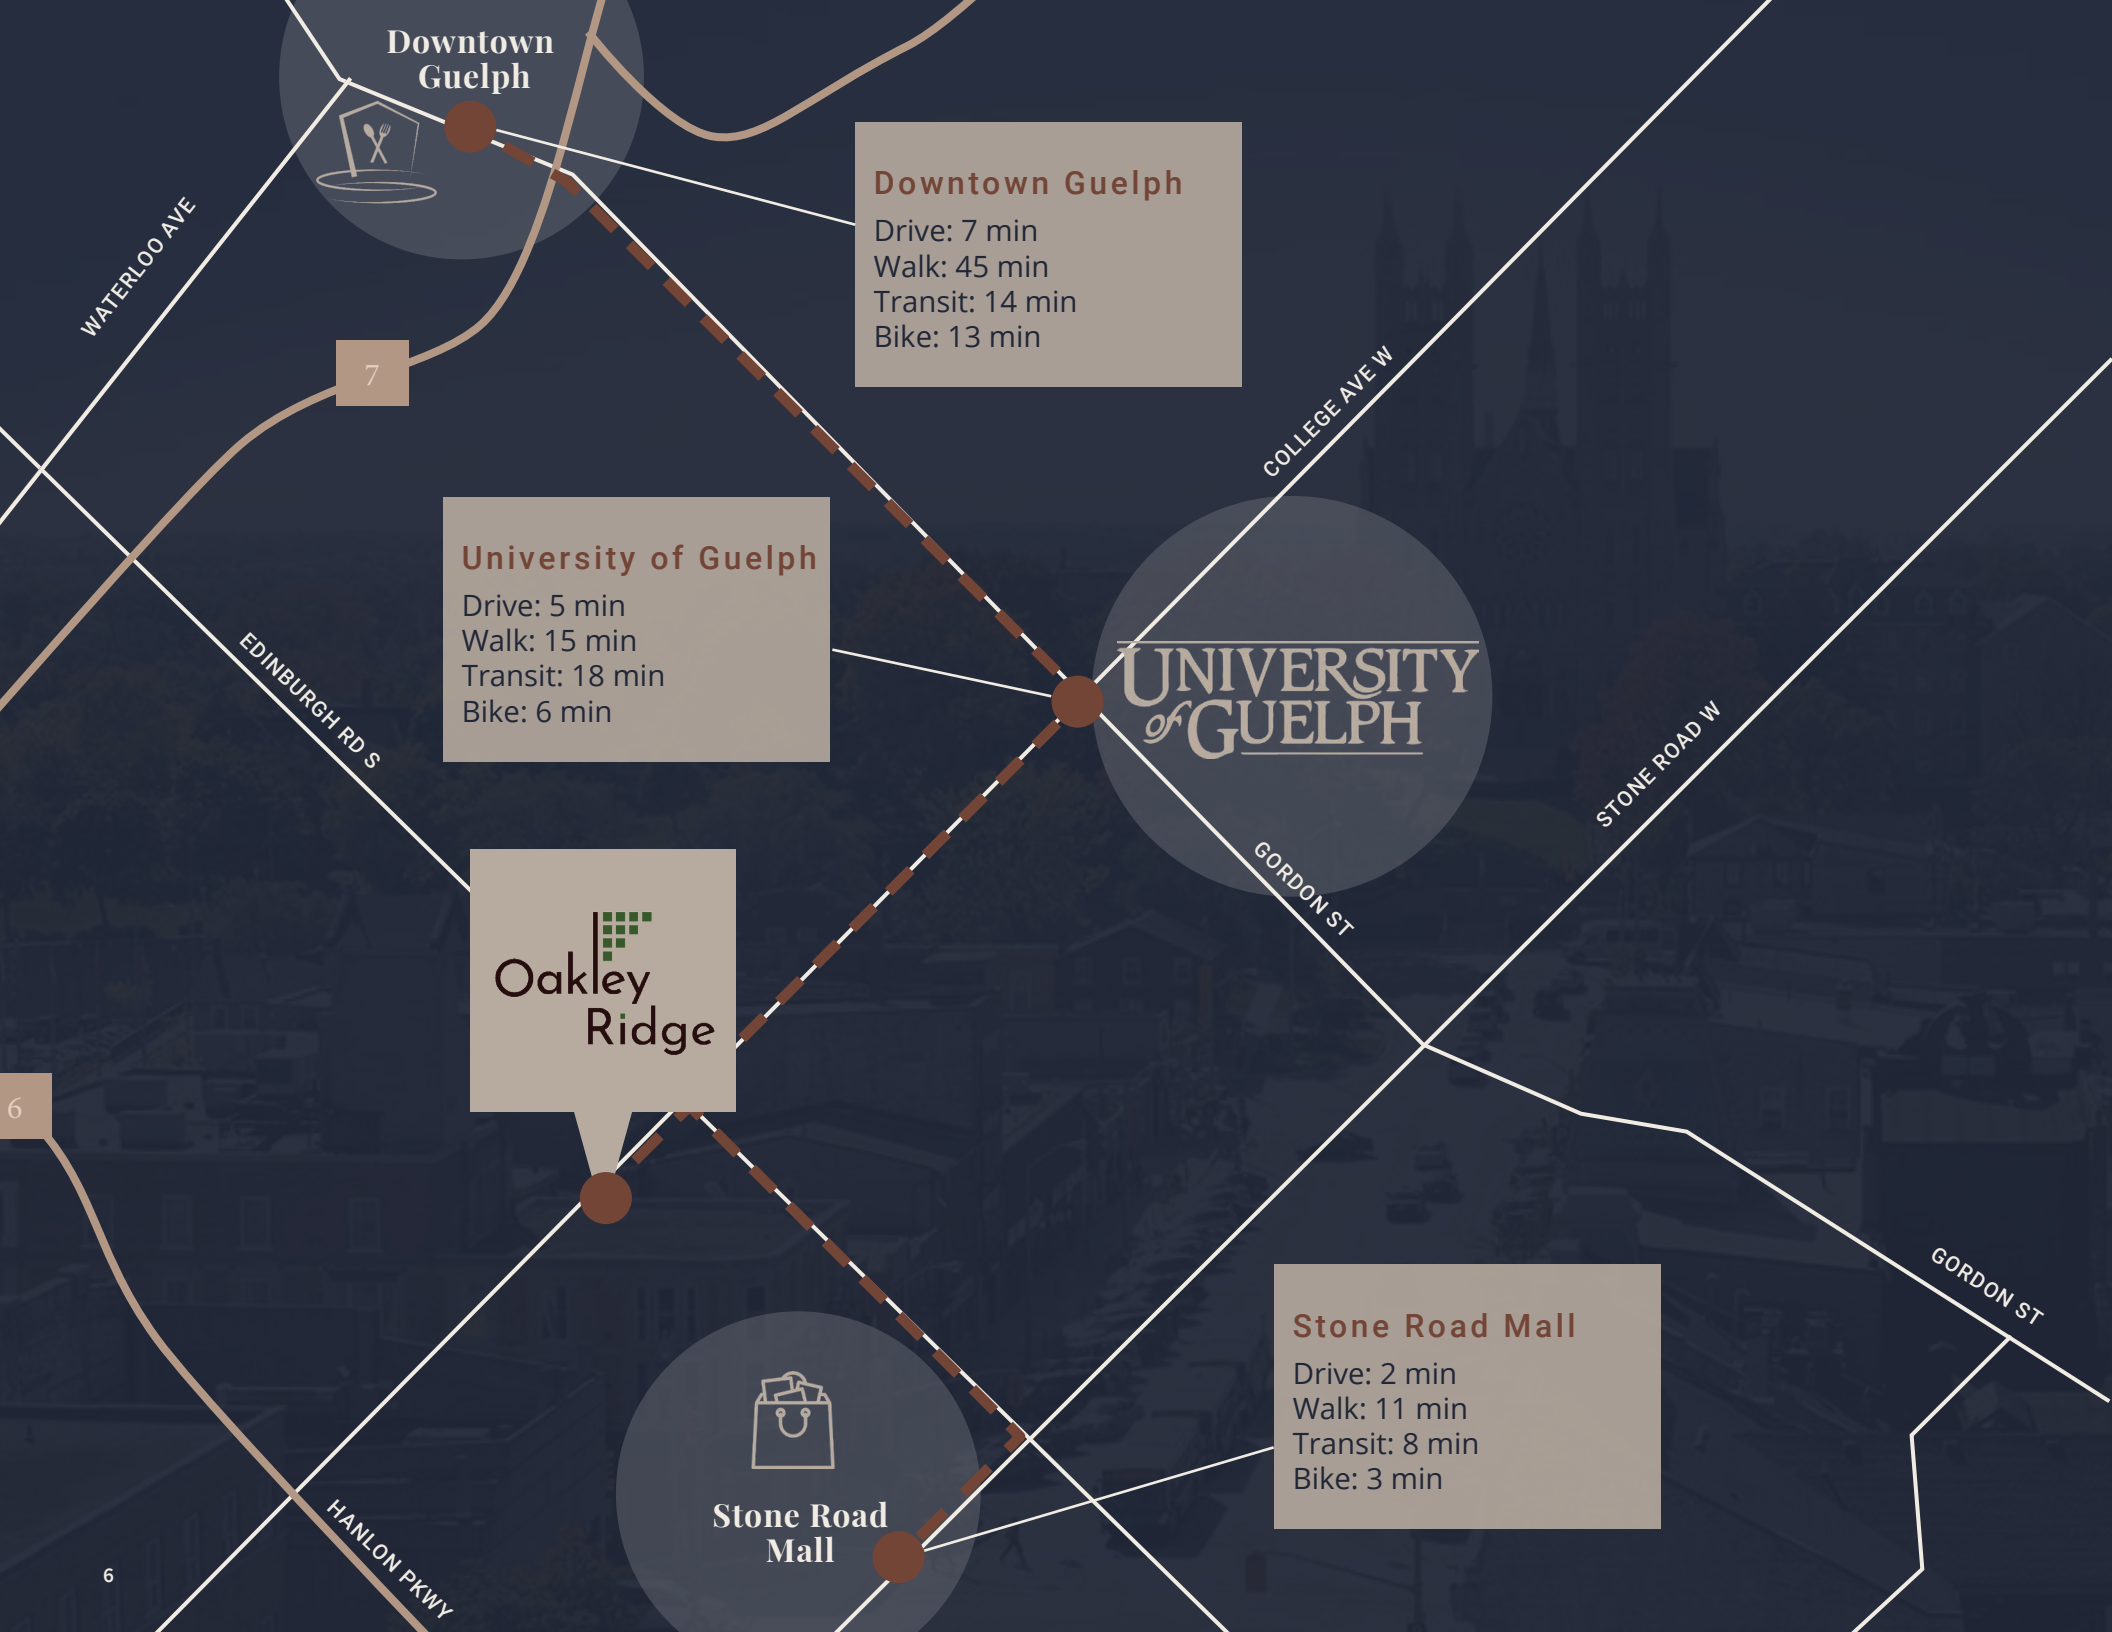 Downtown
Guelph
WATERLOO AVE
7
Downtown Guelph
Drive: 7 min
Walk: 45 min
Transit: 14 min
Bike: 13 min
COLLEGE AVE W
University of Guelph
Drive: 5 min
Walk: 15 min
Transit: 18 min
Bike: 6 min
EDINBURGH RD S
UNIVERSITY
of GUELPH
STONE ROAD W
GORDON ST
Oakley
Ridge
6
GORDON ST
Stone Road Mall
Drive: 2 min
Walk: 11 min
Transit: 8 min
Bike: 3 min
Stone Road
Mall
HANLON PKWY
6